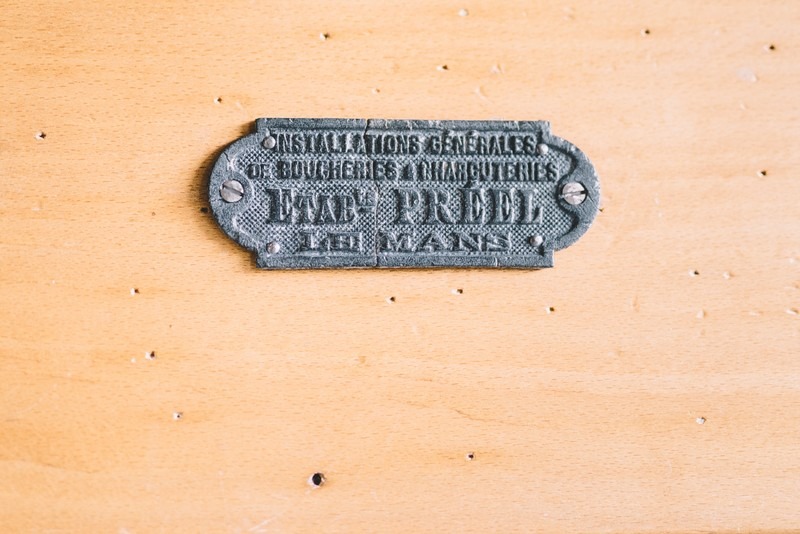 INSTALLATIONS GÉNÉRALES
DE BOUCHERIES & CHARCUTERIES
ETABTS PRÉEL
LE MANS